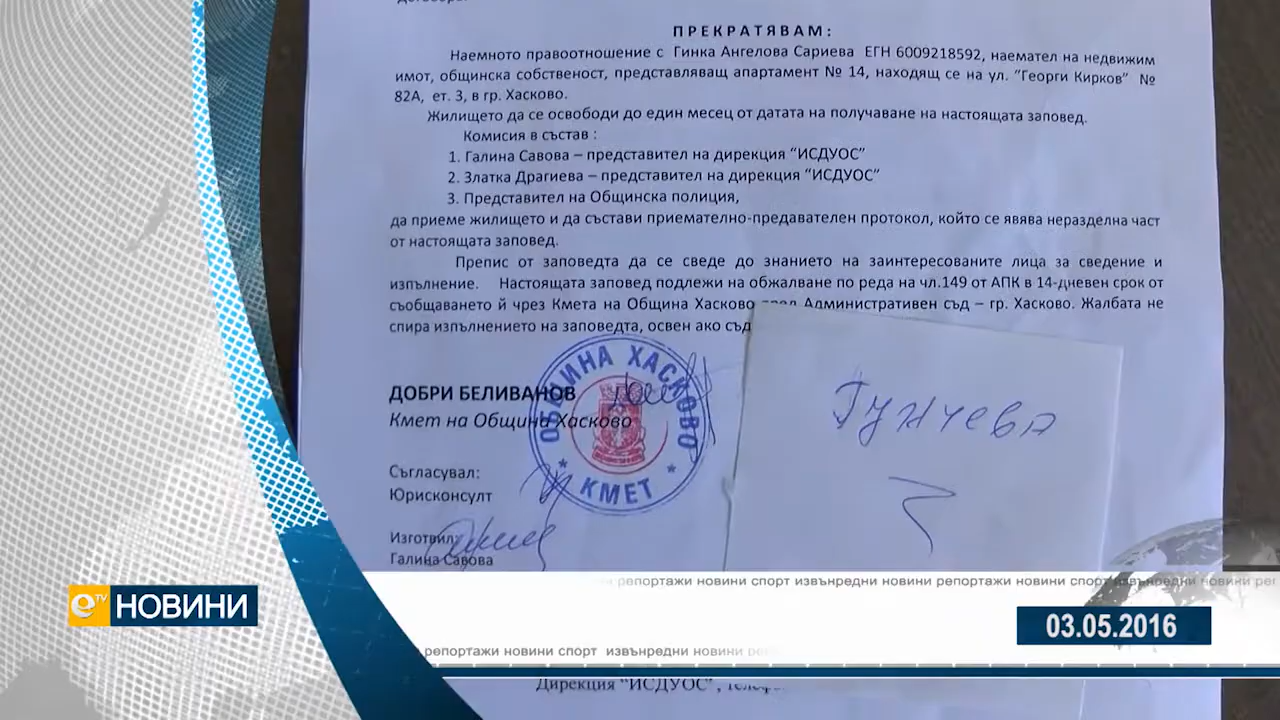 ПРЕКРАТЯВАМ:
Наемното правоотношение с Гинка Ангелова Сариева ЕГН 6009218592, наемател на недвижим
имот, общинска собственост, представляващ апартамент № 14, находящ се на ул. "Георги Кирков" №
82А, ет. 3, в гр. Хасково.
Жилището да се освободи до един месец от датата на получаване на настоящата заповед.
Комисия в състав :
1. Галина Савова – представител на дирекция "ИСДУОС"
2. Златка Драгиева – представител на дирекция "ИСДУОС"
3. Представител на Общинска полиция,
да приеме жилището и да състави приемателно-предавателен протокол, който се явява неразделна част
от настоящата заповед.
Препис от заповедта да се сведе до знанието на заинтересованите лица за сведение и
изпълнение. Настоящата заповед подлежи на обжалване по реда на чл.149 от АПК в 14-дневен срок от
съобщаването й чрез Кмета на Община Хасково пред Административен съд – гр. Хасково. Жалбата не
спира изпълнението на заповедта, освен ако съд
ДОБРИ БЕЛИВАНОВ
Кмет на Община Хасково
ОБЩИНА ХАСКОВО
* КМЕТ *
Гунчева
Съгласувал:
Юрисконсулт
Изготвил:
Галина Савова
репортажи новини спорт извънредни новини репортажи новини спорт извънредни новини реп
eTV НОВИНИ
03.05.2016
репортажи новини спорт извънредни новини
Дирекция "ИСДУОС",